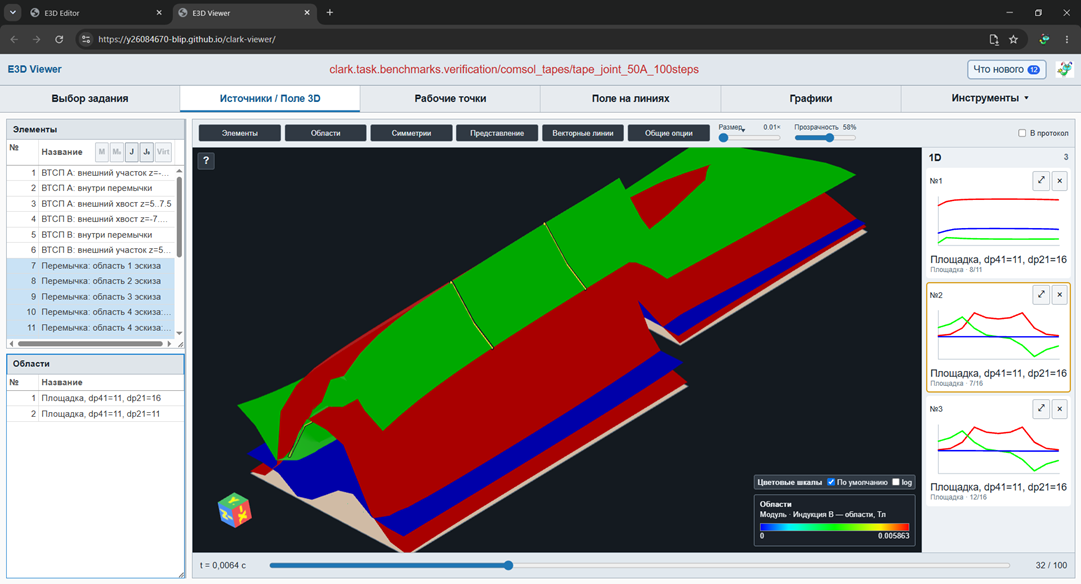 E3D Editor
E3D Viewer
https://y26084670-blip.github.io/clark-viewer/
E3D Viewer
clark.task.benchmarks.verification/comsol_tapes/tape_joint_50A_100steps
Что нового 12
Выбор задания
Источники / Поле 3D
Рабочие точки
Поле на линиях
Графики
Инструменты
Элементы
№ Название M Mᵥ J Jₛ Virt
1 ВТСП А: внешний участок z=-...
2 ВТСП А: внутри перемычки
3 ВТСП А: внешний хвост z=5..7.5
4 ВТСП B: внешний хвост z=-7....
5 ВТСП B: внутри перемычки
6 ВТСП B: внешний участок z=5...
7 Перемычка: область 1 эскиза
8 Перемычка: область 2 эскиза
9 Перемычка: область 3 эскиза
10 Перемычка: область 4 эскиза:...
11 Перемычка: область 4 эскиза:...
Области
№ Название
1 Площадка, dp41=11, dp21=16
2 Площадка, dp41=11, dp21=11
Элементы
Области
Симметрии
Представление
Векторные линии
Общие опции
Размер 0.01×
Прозрачность 58%
В протокол
?
Цветовые шкалы По умолчанию log
Области
Модуль · Индукция B — области, Тл
0 0.005863
t = 0,0064 с
32 / 100
1D 3
№1
Площадка, dp41=11, dp21=16
Площадка · 8/11
№2
Площадка, dp41=11, dp21=16
Площадка · 7/16
№3
Площадка, dp41=11, dp21=16
Площадка · 12/16